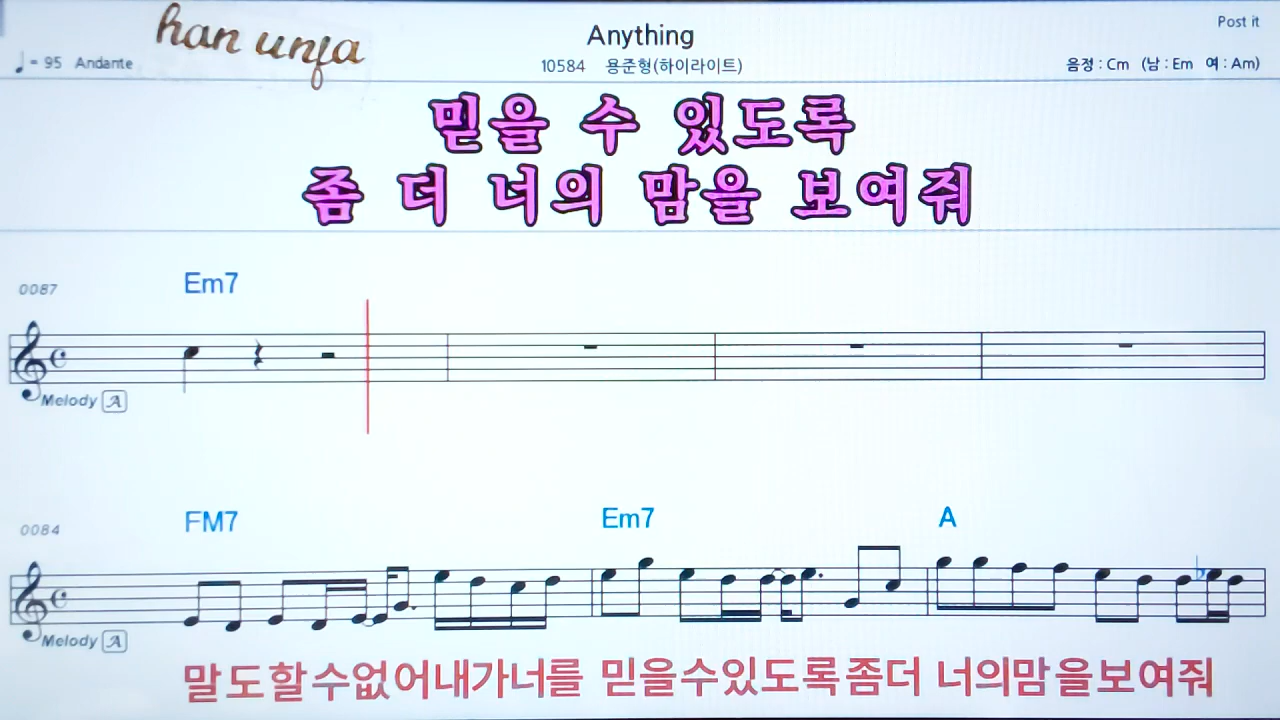 han unfa
Anything
Post it
♩= 95 Andante
10584 용준형(하이라이트)
음정 : Cm (남 : Em 여 : Am)
믿을 수 있도록
좀 더 너의 맘을 보여줘
0087
Em7
Melody A
0084
FM7 Em7 A
Melody A
말도할수없어내가너를 믿을수있도록좀더 너의맘을보여줘